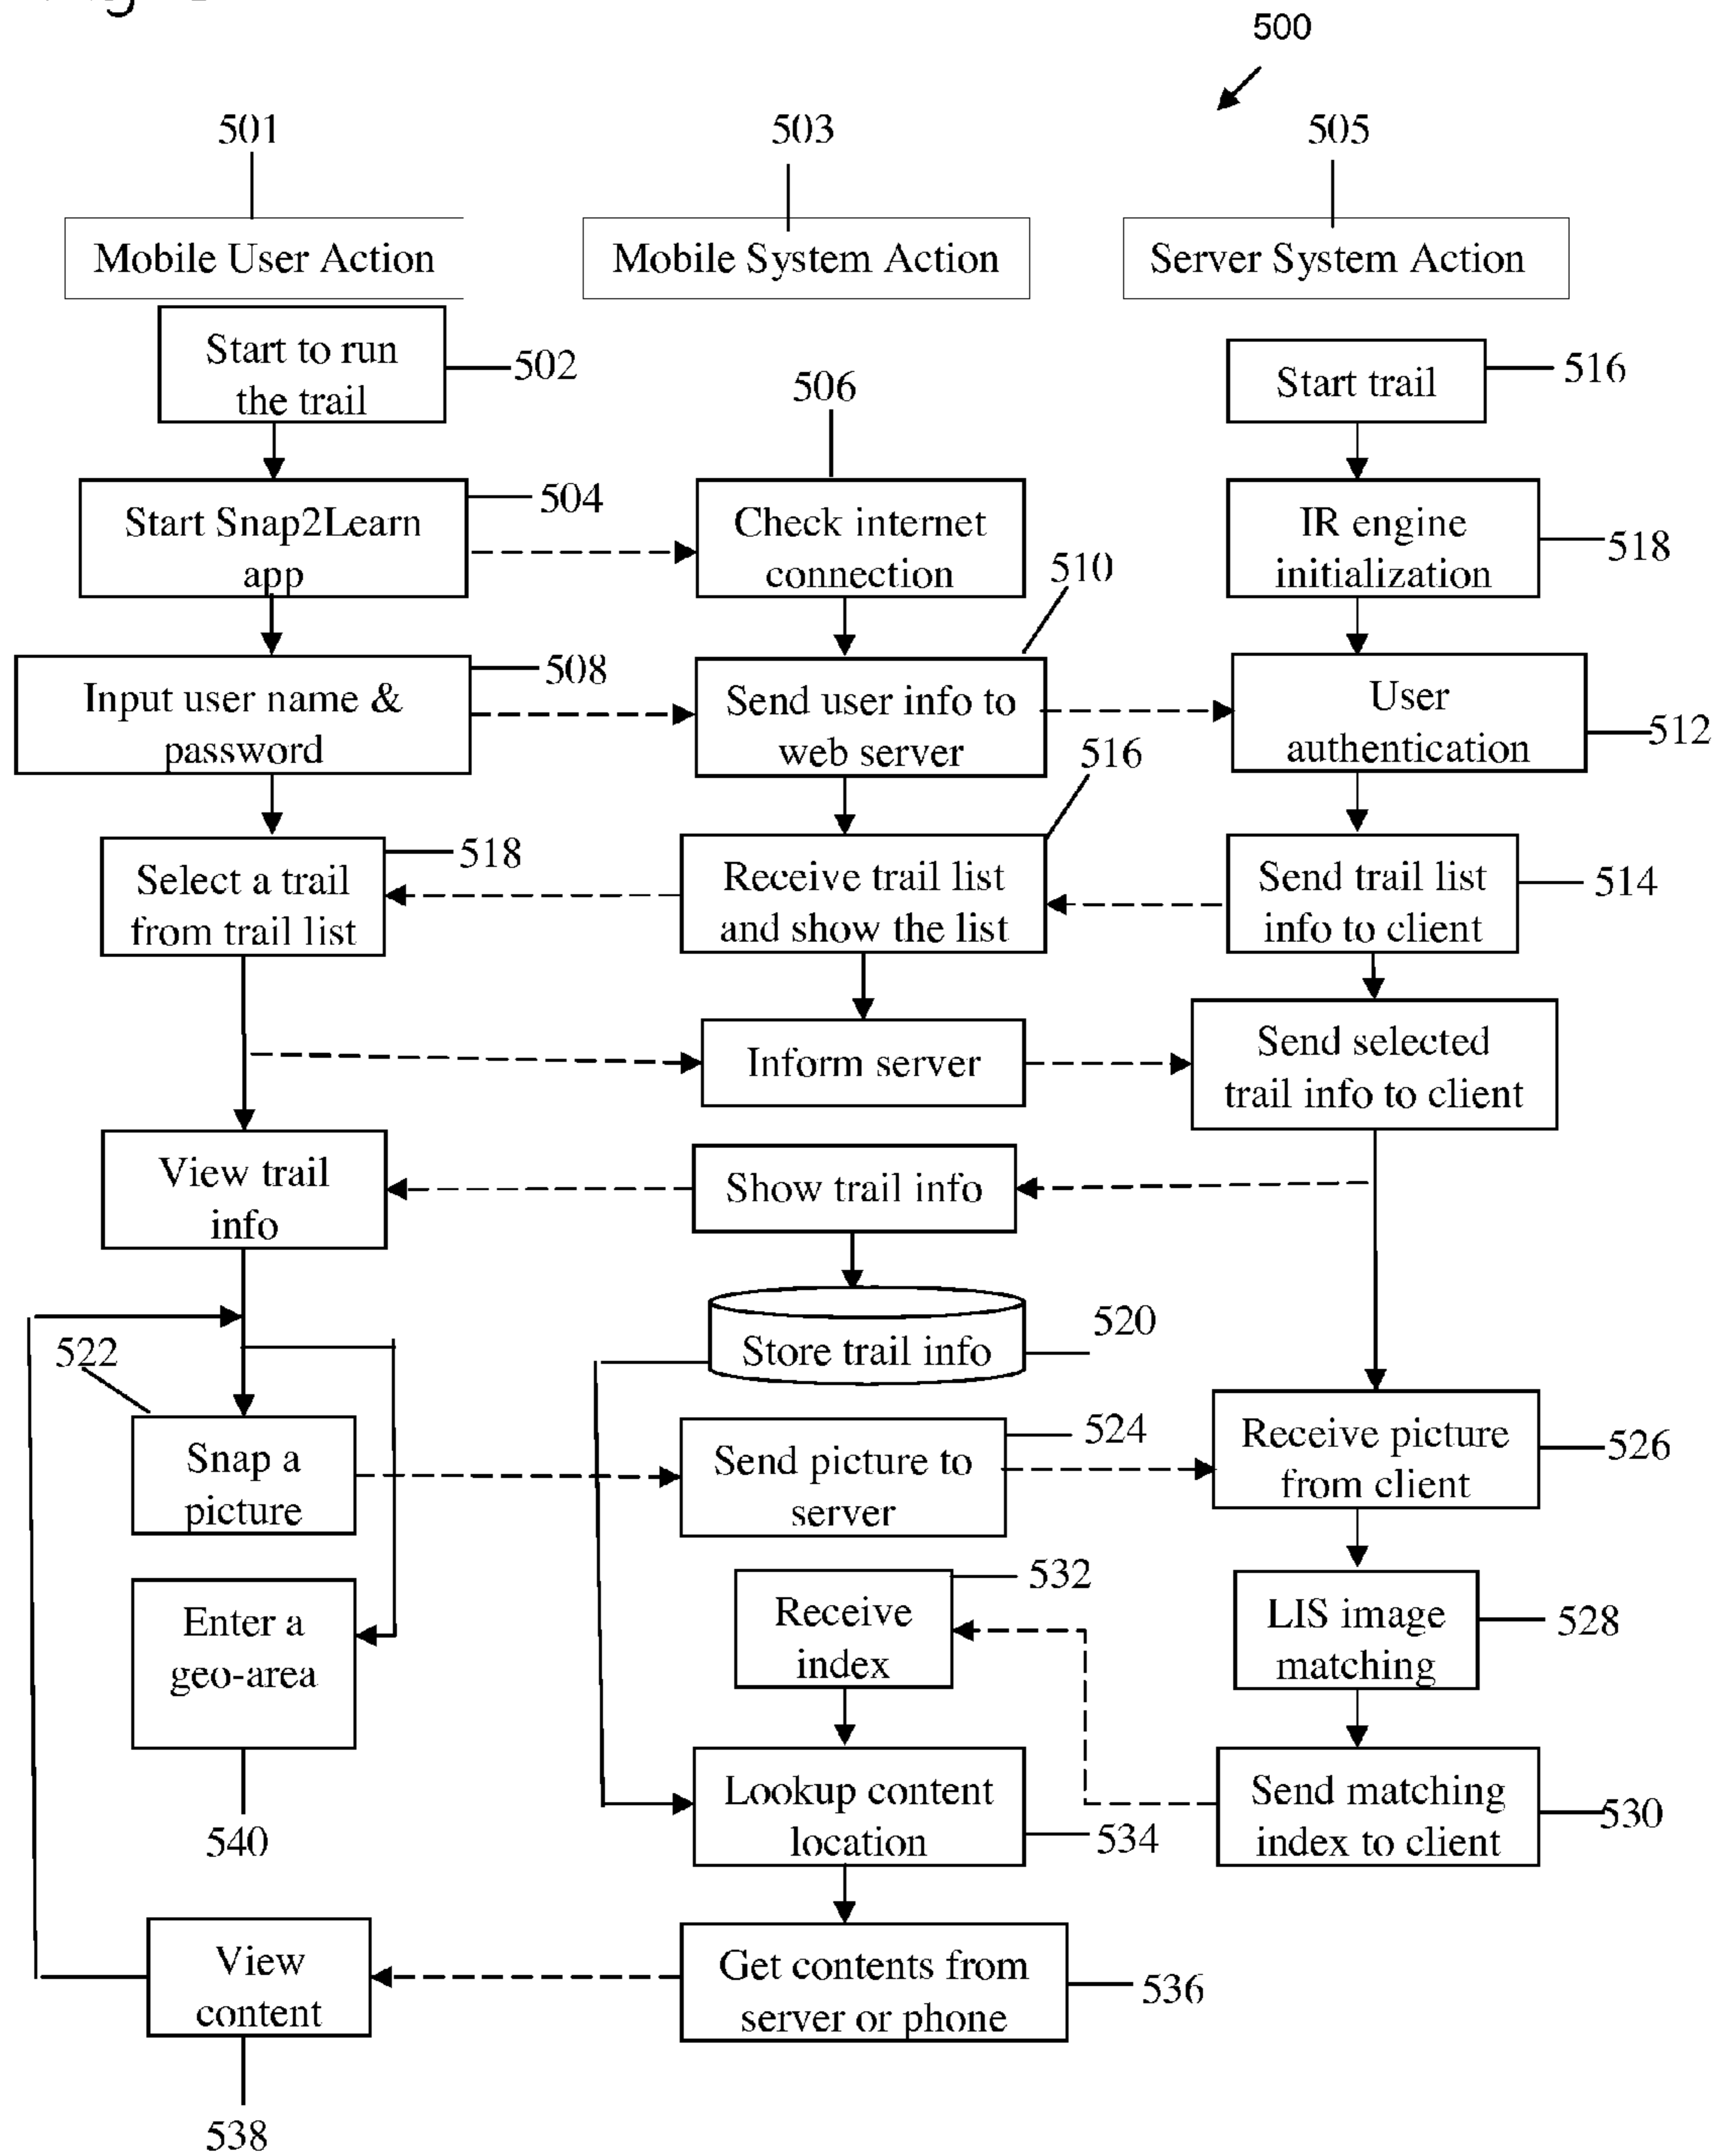 500
501
503
505
Mobile User Action
Mobile System Action
Server System Action
Start to run
the trail
502
506
Start trail
516
Start Snap2Learn
app
504
Check internet
connection
510
IR engine
initialization
518
Input user name &
password
508
Send user info to
web server
516
User
authentication
512
Select a trail
from trail list
518
Receive trail list
and show the list
Send trail list
info to client
514
Inform server
Send selected
trail info to client
View trail
info
Show trail info
Store trail info
520
522
Snap a
picture
Send picture to
server
524
Receive picture
from client
526
Enter a
geo-area
540
Receive
index
532
LIS image
matching
528
Lookup content
location
534
Send matching
index to client
530
View
content
538
Get contents from
server or phone
536